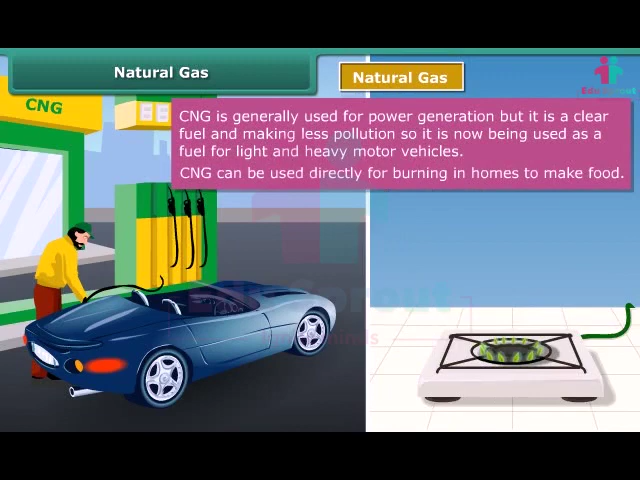 Natural Gas
Natural Gas
EduSprout
CNG
CNG is generally used for power generation but it is a clear
fuel and making less pollution so it is now being used as a
fuel for light and heavy motor vehicles.
CNG can be used directly for burning in homes to make food.
EduSprout